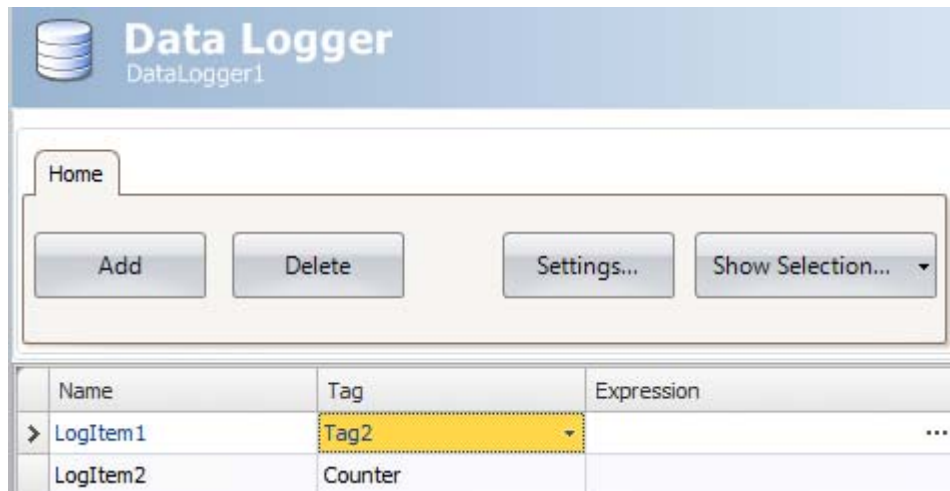 Data Logger
DataLogger1
Home
Add Delete Settings... Show Selection...
Name Tag Expression
LogItem1 Tag2 ...
LogItem2 Counter